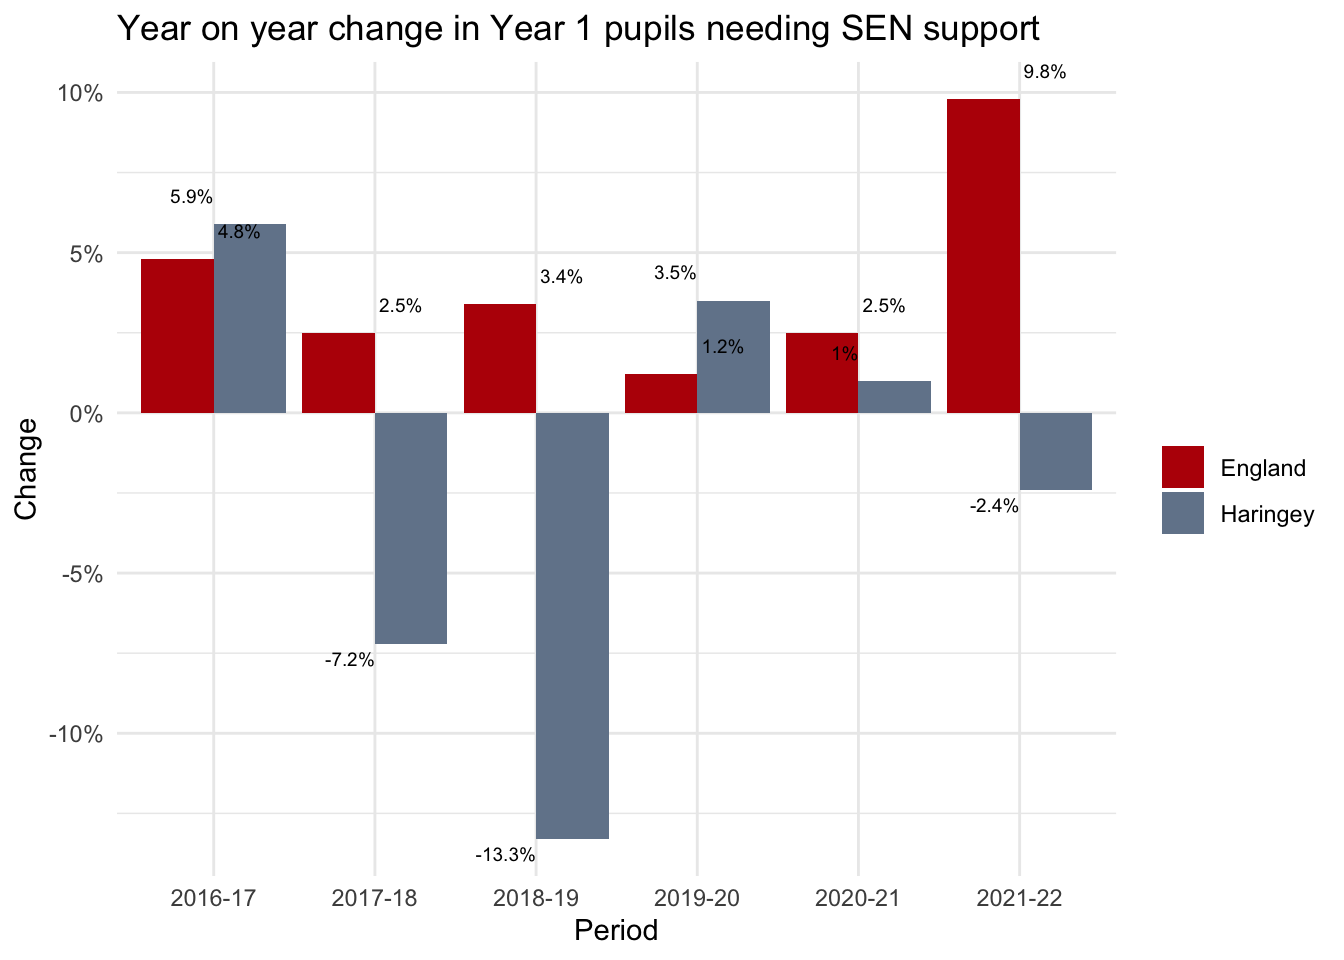 Year on year change in Year 1 pupils needing SEN support
9.8%
10%
5.9%
4.8%
5%
3.5%
3.4%
2.5%
2.5%
1.2%
1%
0%
Change
England
Haringey
-2.4%
-5%
-7.2%
-10%
-13.3%
2016-17 2017-18 2018-19 2019-20 2020-21 2021-22
Period